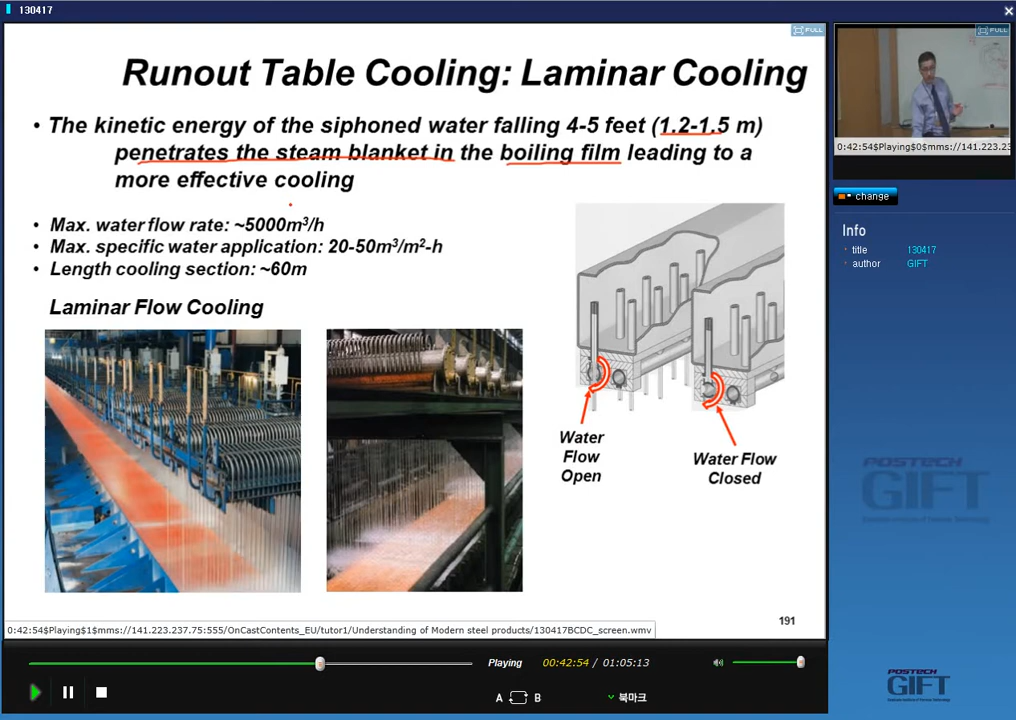 130417
FULL
Runout Table Cooling: Laminar Cooling
• The kinetic energy of the siphoned water falling 4-5 feet (1.2-1.5 m)
penetrates the steam blanket in the boiling film leading to a
more effective cooling
• Max. water flow rate: ~5000m³/h
• Max. specific water application: 20-50m³/m²-h
• Length cooling section: ~60m
Laminar Flow Cooling
Water
Flow
Open
Water Flow
Closed
191
0:42:54$Playing$1$mms://141.223.237.75:555/OnCastContents_EU/tutor1/Understanding of Modern steel products/130417BCDC_screen.wmv
Playing
00:42:54 / 01:05:13
A B
북마크
FULL
0:42:54$Playing$0$mms://141.223.23
change
Info
title 130417
author GIFT
POSTECH
GIFT
POSTECH
GIFT